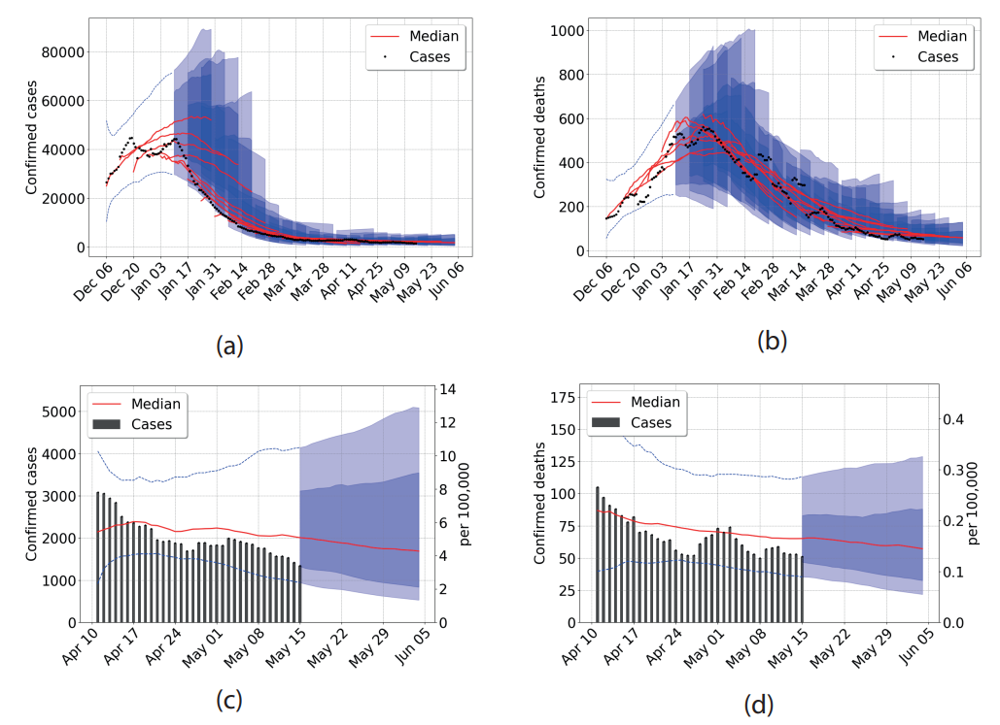 Confirmed cases
80000
60000
40000
20000
0
Median
Cases
Dec 06
Dec 20
Jan 03
Jan 17
Jan 31
Feb 14
Feb 28
Mar 14
Mar 28
Apr 11
Apr 25
May 09
May 23
Jun 06
(a)
Confirmed deaths
1000
800
600
400
200
0
Median
Cases
Dec 06
Dec 20
Jan 03
Jan 17
Jan 31
Feb 14
Feb 28
Mar 14
Mar 28
Apr 11
Apr 25
May 09
May 23
Jun 06
(b)
Confirmed cases
5000
4000
3000
2000
1000
0
Median
Cases
14
12
10
8
6
4
2
0
per 100,000
Apr 10
Apr 17
Apr 24
May 01
May 08
May 15
May 22
May 29
Jun 05
(c)
Confirmed deaths
175
150
125
100
75
50
25
0
Median
Cases
0.4
0.3
0.2
0.1
0.0
per 100,000
Apr 10
Apr 17
Apr 24
May 01
May 08
May 15
May 22
May 29
Jun 05
(d)